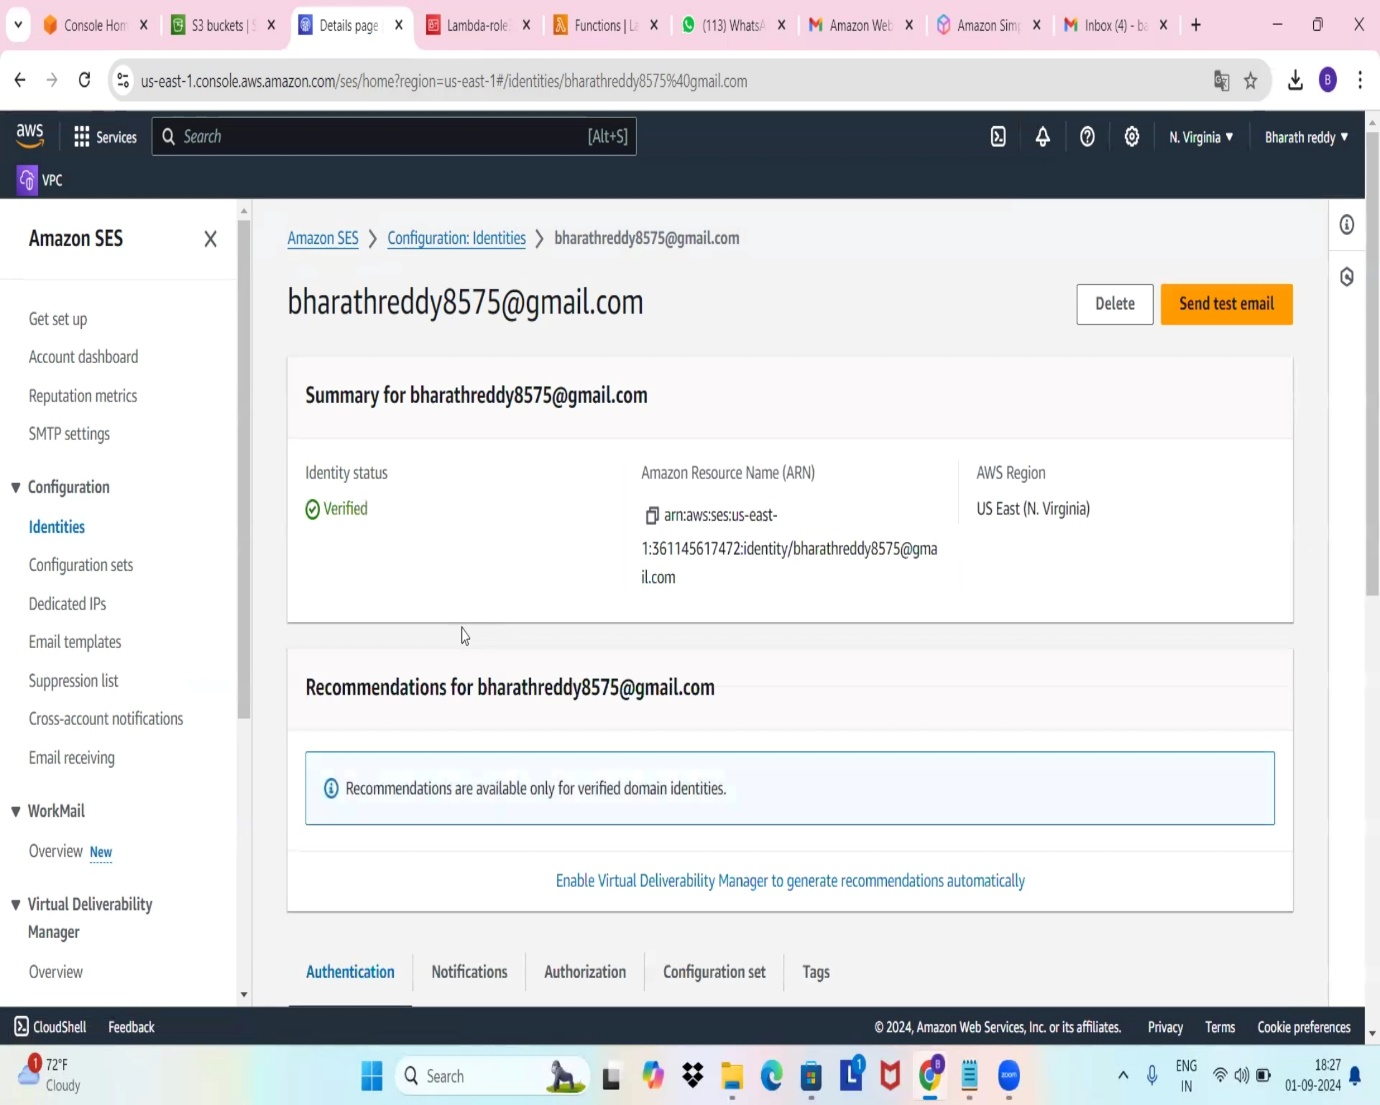 Console Hom
S3 buckets | S
Details page
Lambda-role
Functions | La
(113) WhatsA
Amazon Web
Amazon Simp
Inbox (4) - ba
us-east-1.console.aws.amazon.com/ses/home?region=us-east-1#/identities/bharathreddy8575%40gmail.com
B
aws
Services
Search
[Alt+S]
N. Virginia
Bharath reddy
VPC
Amazon SES
Get set up
Account dashboard
Reputation metrics
SMTP settings
Configuration
Identities
Configuration sets
Dedicated IPs
Email templates
Suppression list
Cross-account notifications
Email receiving
WorkMail
Overview New
Virtual Deliverability
Manager
Overview
Amazon SES > Configuration: Identities > bharathreddy8575@gmail.com
bharathreddy8575@gmail.com
Delete
Send test email
Summary for bharathreddy8575@gmail.com
Identity status
Verified
Amazon Resource Name (ARN)
arn:aws:ses:us-east-
1:361145617472:identity/bharathreddy8575@gma
il.com
AWS Region
US East (N. Virginia)
Recommendations for bharathreddy8575@gmail.com
Recommendations are available only for verified domain identities.
Enable Virtual Deliverability Manager to generate recommendations automatically
Authentication
Notifications
Authorization
Configuration set
Tags
CloudShell
Feedback
© 2024, Amazon Web Services, Inc. or its affiliates.
Privacy
Terms
Cookie preferences
1
72°F
Cloudy
Search
L
1
B
zoom
ENG
IN
18:27
01-09-2024